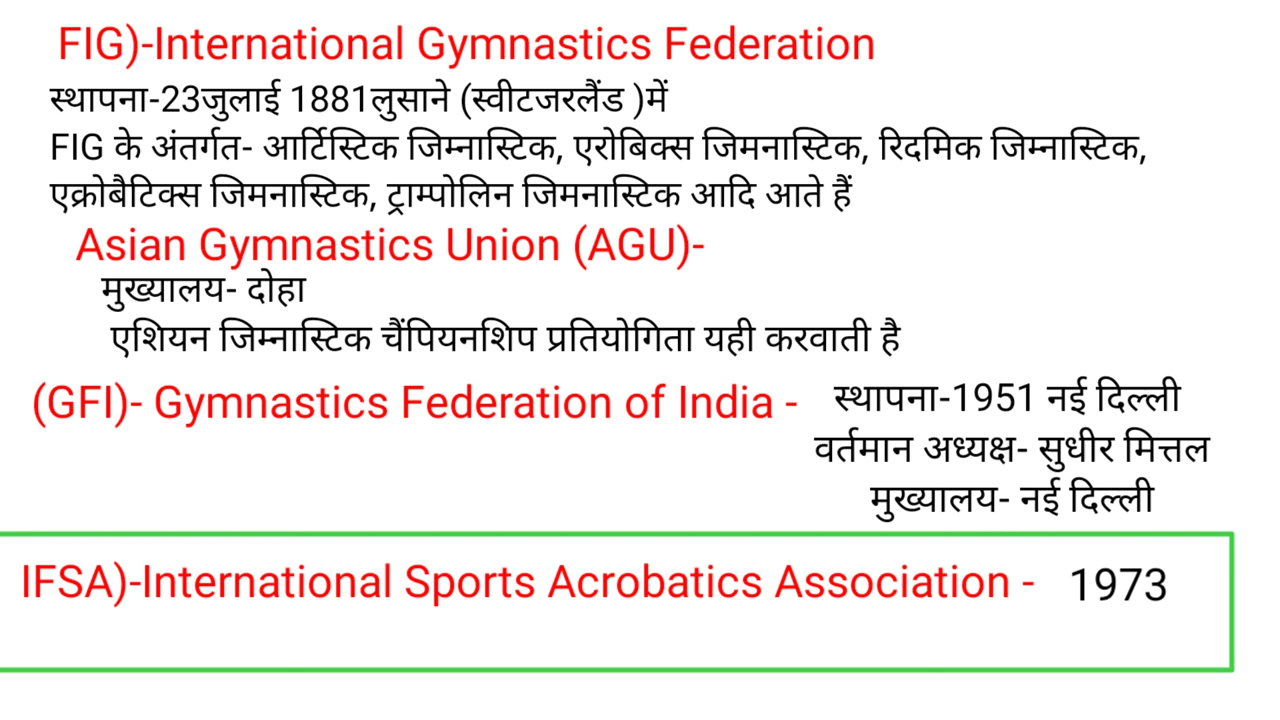 FIG)-International Gymnastics Federation
स्थापना-23जुलाई 1881लुसाने (स्वीटजरलैंड )में
FIG के अंतर्गत- आर्टिस्टिक जिम्नास्टिक, एरोबिक्स जिमनास्टिक, रिदमिक जिम्नास्टिक,
एक्रोबैटिक्स जिमनास्टिक, ट्राम्पोलिन जिमनास्टिक आदि आते हैं
Asian Gymnastics Union (AGU)-
मुख्यालय- दोहा
एशियन जिम्नास्टिक चैंपियनशिप प्रतियोगिता यही करवाती है
(GFI)- Gymnastics Federation of India - स्थापना-1951 नई दिल्ली
वर्तमान अध्यक्ष- सुधीर मित्तल
मुख्यालय- नई दिल्ली
IFSA)-International Sports Acrobatics Association - 1973